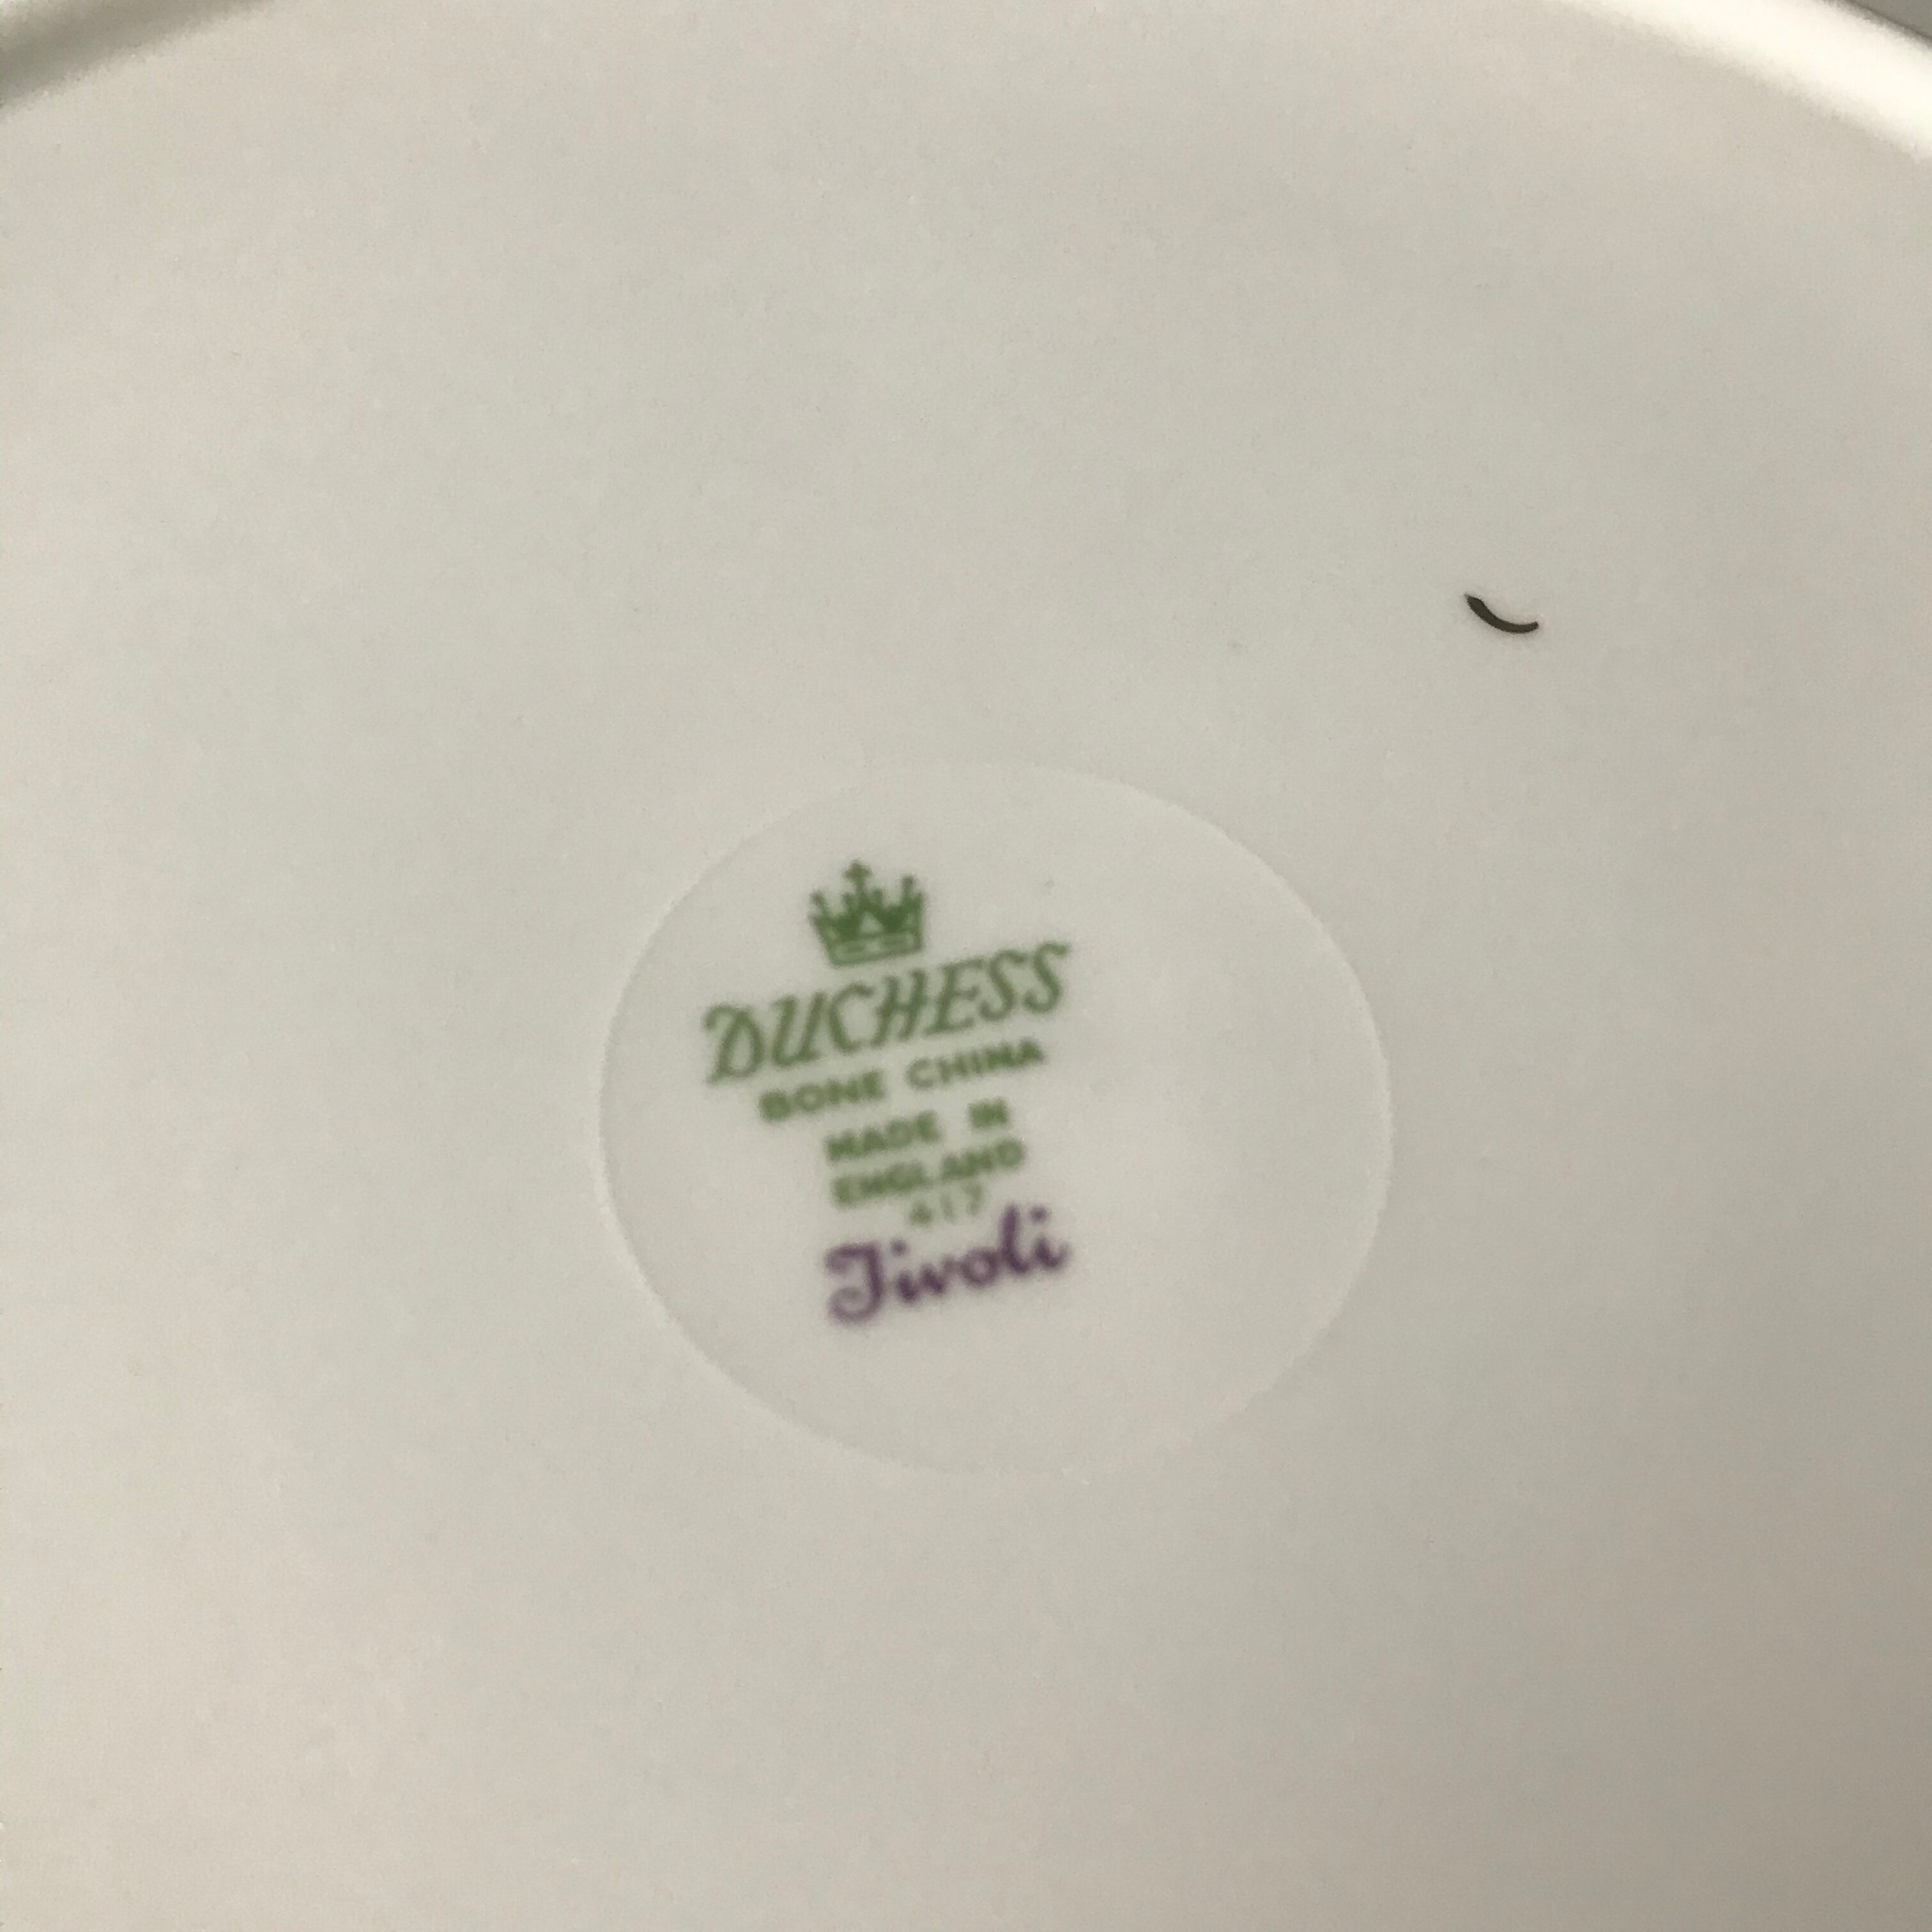 DUCHESS
BONE CHINA
MADE IN
ENGLAND
417
Tivoli